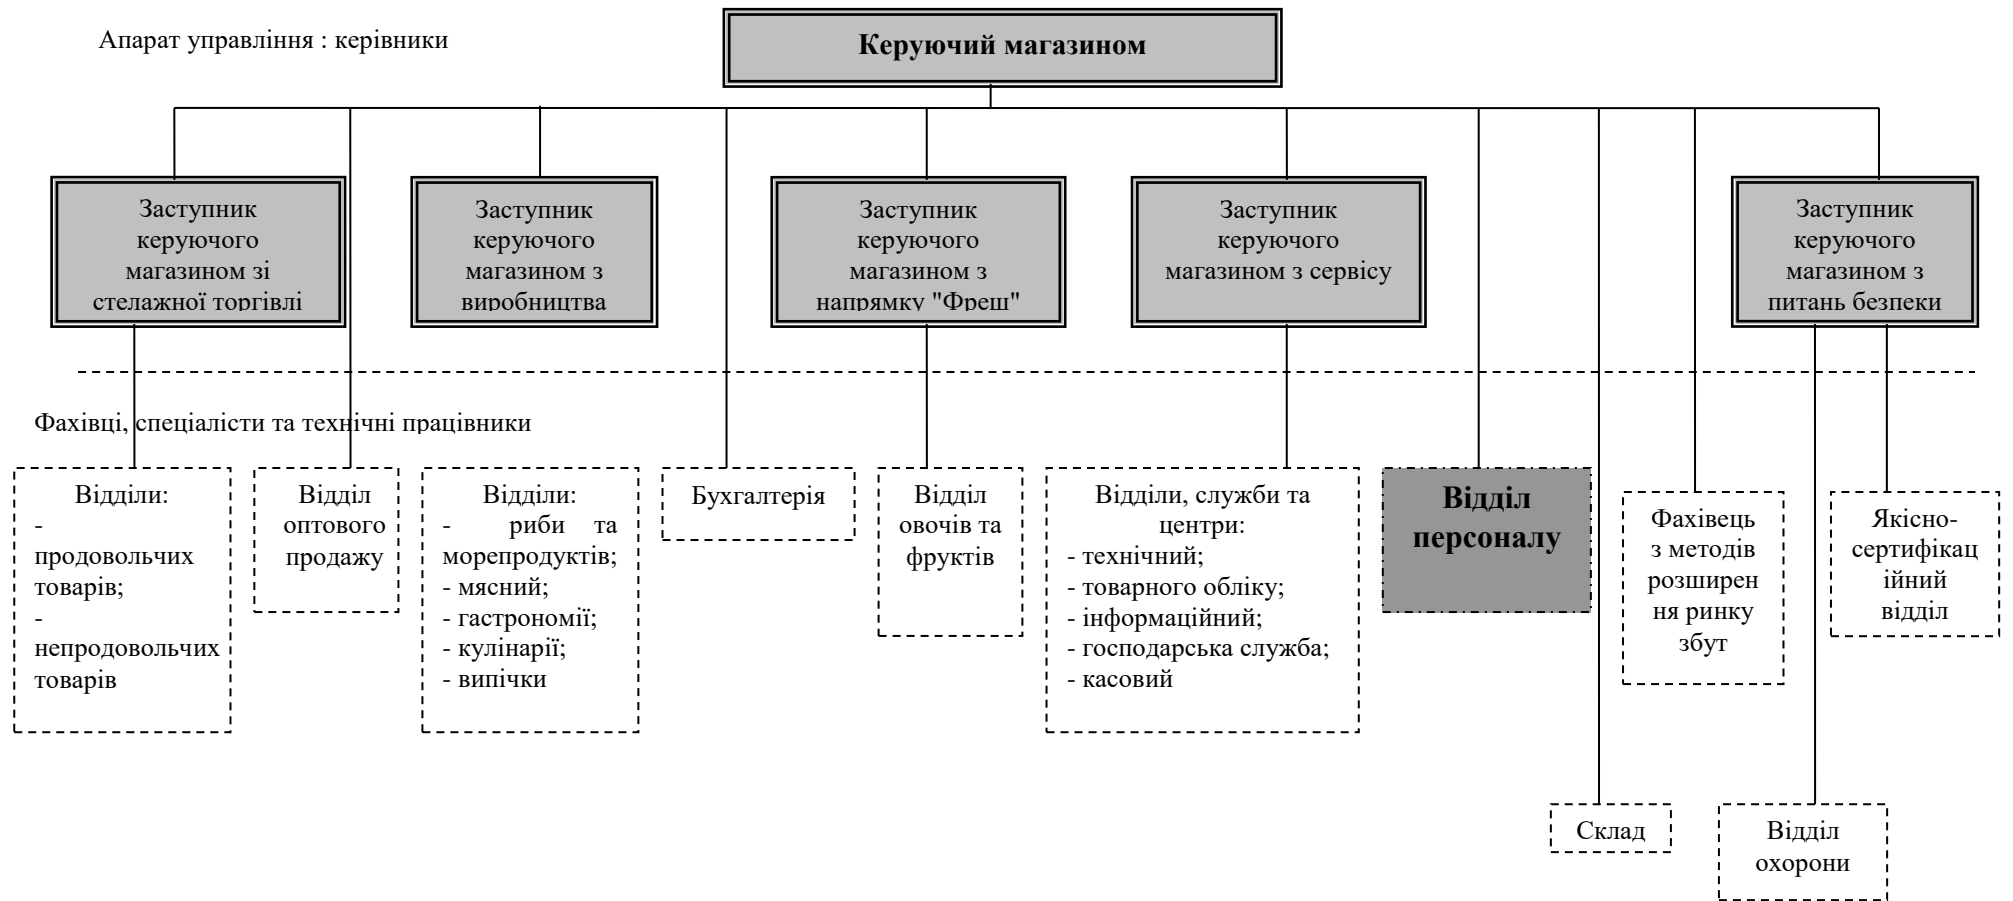 Апарат управління : керівники
Керуючий магазином
Заступник
керуючого
магазином зі
стелажної торгівлі
Заступник
керуючого
магазином з
виробництва
Заступник
керуючого
магазином з
напрямку "Фреш"
Заступник
керуючого
магазином з сервісу
Заступник
керуючого
магазином з
питань безпеки
Фахівці, спеціалісти та технічні працівники
Відділи:
-
продовольчих
товарів;
-
непродовольчих
товарів
Відділ
оптового
продажу
Відділи:
- риби та
морепродуктів;
- мясний;
- гастрономії;
- кулінарії;
- випічки
Бухгалтерія
Відділ
овочів та
фруктів
Відділи, служби та
центри:
- технічний;
- товарного обліку;
- інформаційний;
- господарська служба;
- касовий
Відділ
персоналу
Фахівець
з методів
розширен
ня ринку
збут
Якісно-
сертифікац
ійний
відділ
Склад
Відділ
охорони